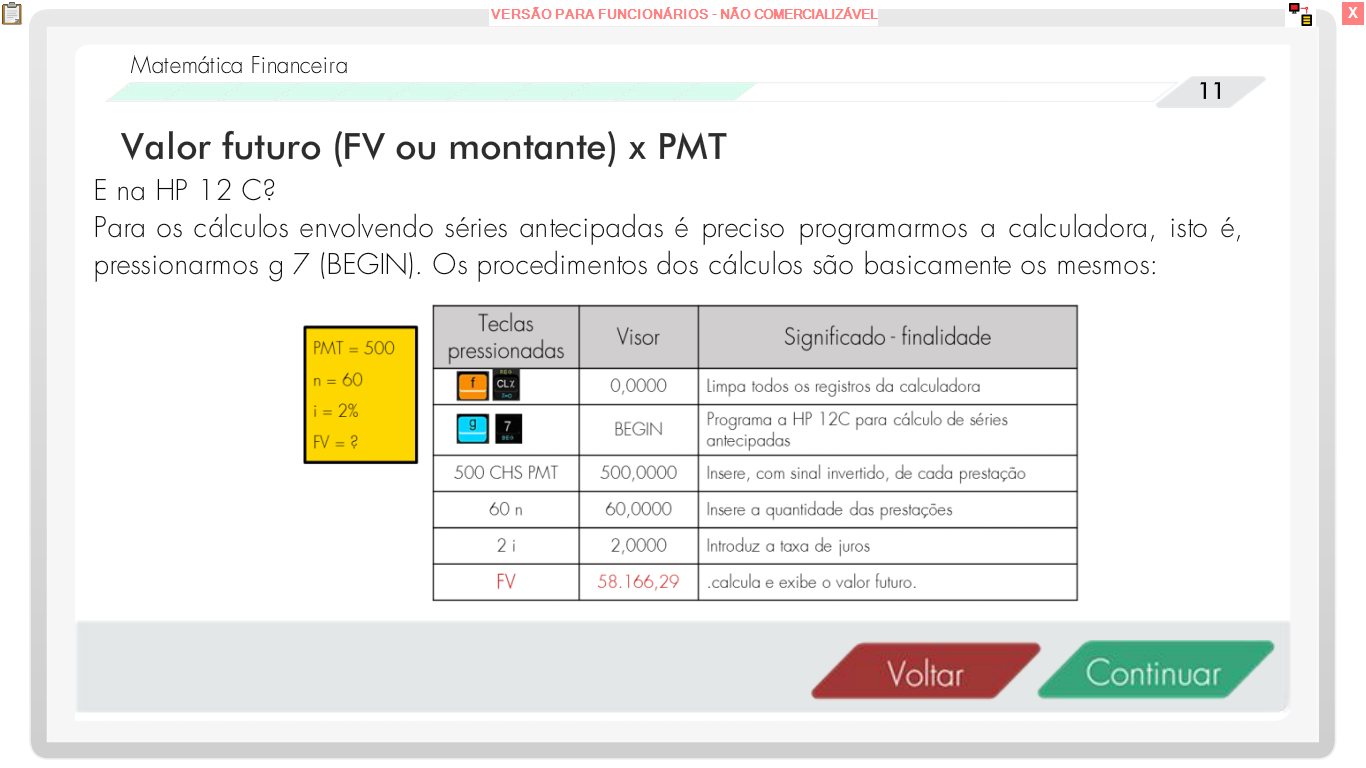 VERSÃO PARA FUNCIONÁRIOS - NÃO COMERCIALIZÁVEL
X
Matemática Financeira
11
Valor futuro (FV ou montante) x PMT
E na HP 12 C?
Para os cálculos envolvendo séries antecipadas é preciso programarmos a calculadora, isto é,
pressionarmos g 7 (BEGIN). Os procedimentos dos cálculos são basicamente os mesmos:
PMT = 500
n = 60
i = 2%
FV = ?
Teclas pressionadas Visor Significado - finalidade
f REG CLX 0,0000 Limpa todos os registros da calculadora
g 7 BEG BEGIN Programa a HP 12C para cálculo de séries
antecipadas
500 CHS PMT 500,0000 Insere, com sinal invertido, de cada prestação
60 n 60,0000 Insere a quantidade das prestações
2 i 2,0000 Introduz a taxa de juros
FV 58.166,29 .calcula e exibe o valor futuro.
Voltar Continuar